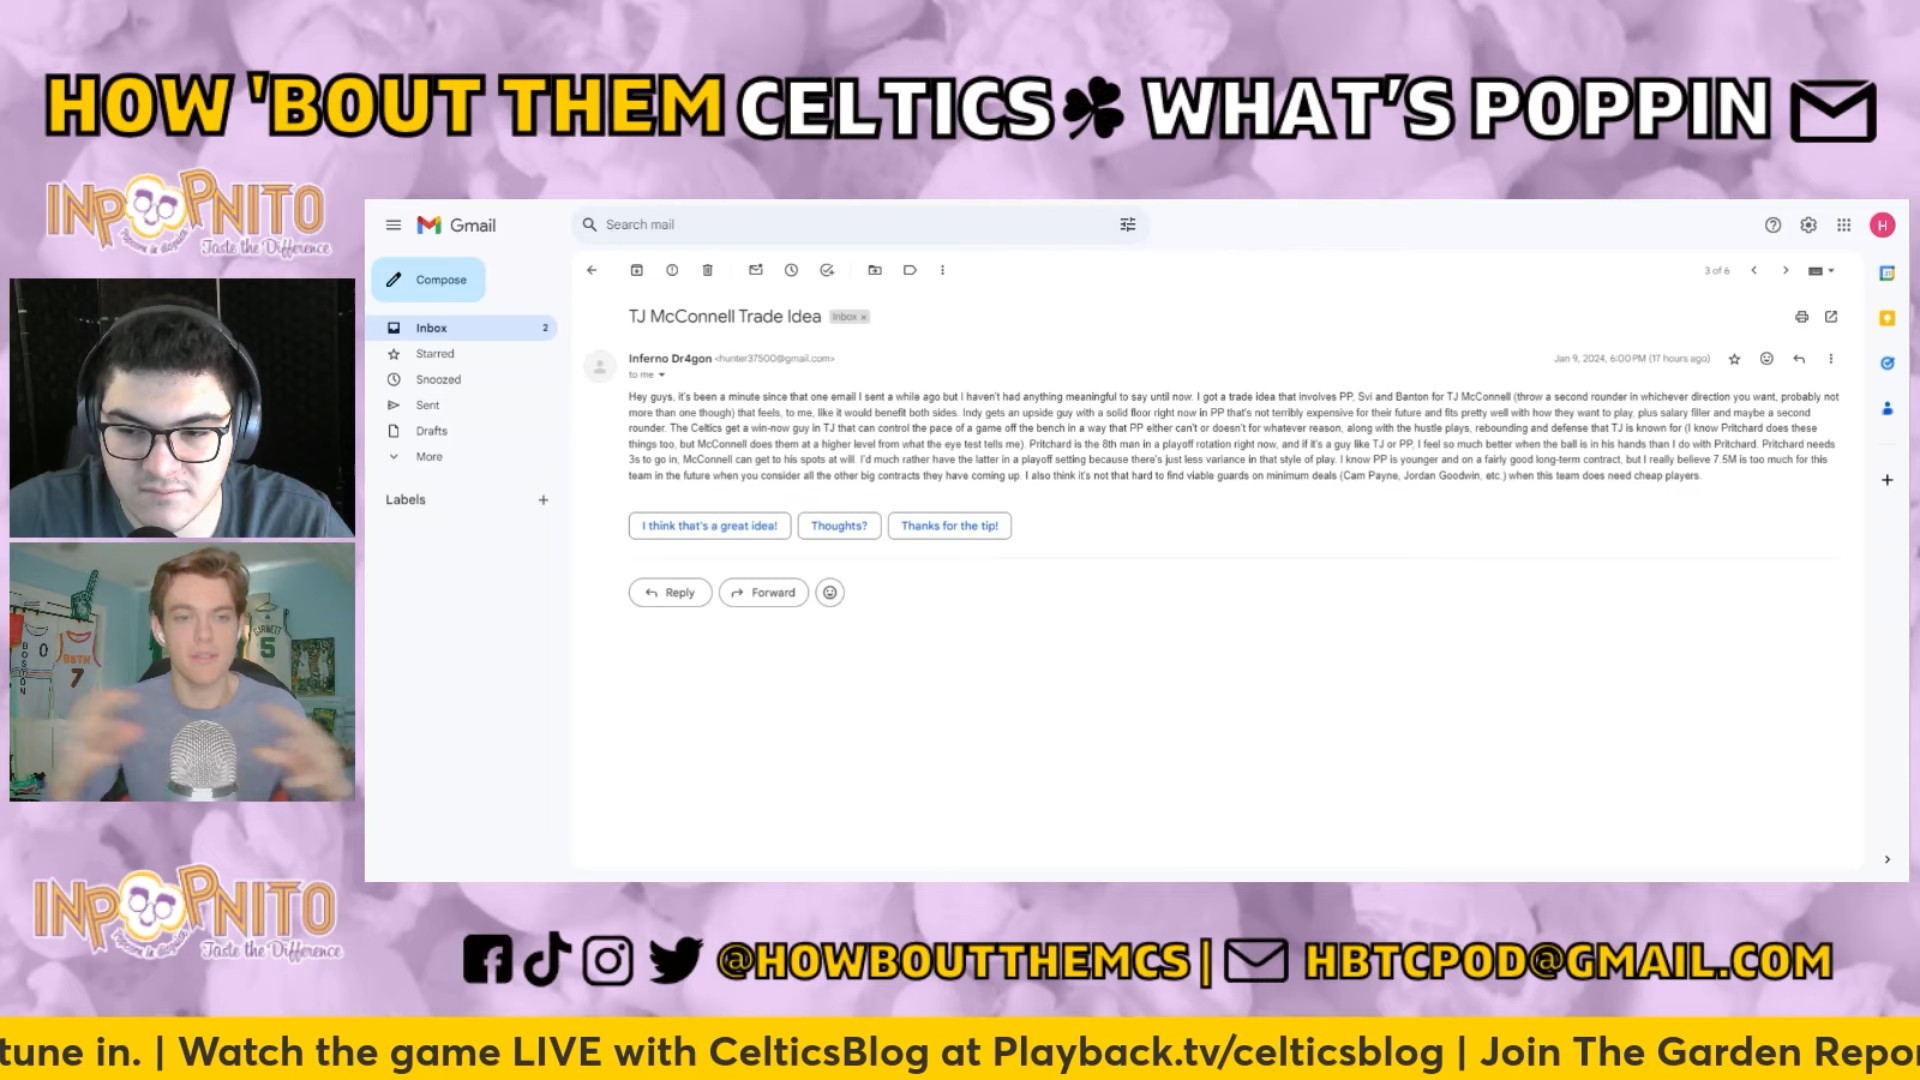 HOW 'BOUT THEM CELTICS WHAT'S POPPIN
INPOPNITO
Taste the Difference
Gmail
Search mail
H
Compose
3 of 6
Inbox 2
Starred
Snoozed
Sent
Drafts
More
Labels
TJ McConnell Trade Idea Inbox x
Inferno Dr4gon <hunter37500@gmail.com>
Jan 9, 2024, 6:00 PM (17 hours ago)
to me
Hey guys, it's been a minute since that one email I sent a while ago but I haven't had anything meaningful to say until now. I got a trade idea that involves PP, Svi and Banton for TJ McConnell (throw a second rounder in whichever direction you want, probably not
more than one though) that feels, to me, like it would benefit both sides. Indy gets an upside guy with a solid floor right now in PP that's not terribly expensive for their future and fits pretty well with how they want to play, plus salary filler and maybe a second
rounder. The Celtics get a win-now guy in TJ that can control the pace of a game off the bench in a way that PP either can't or doesn't for whatever reason, along with the hustle plays, rebounding and defense that TJ is known for (I know Pritchard does these
things too, but McConnell does them at a higher level from what the eye test tells me). Pritchard is the 8th man in a playoff rotation right now, and if it's a guy like TJ or PP, I feel so much better when the ball is in his hands than I do with Pritchard. Pritchard needs
3s to go in, McConnell can get to his spots at will. I'd much rather have the latter in a playoff setting because there's just less variance in that style of play. I know PP is younger and on a fairly good long-term contract, but I really believe 7.5M is too much for this
team in the future when you consider all the other big contracts they have coming up. I also think it's not that hard to find viable guards on minimum deals (Cam Payne, Jordan Goodwin, etc.) when this team does need cheap players.
I think that's a great idea!
Thoughts?
Thanks for the tip!
Reply
Forward
BOSTON
0
7
GARNETT
5
INPOPNITO
Taste the Difference
@HOWBOUTTHEMCS | HBTCPOD@GMAIL.COM
tune in. | Watch the game LIVE with CelticsBlog at Playback.tv/celticsblog | Join The Garden Repor